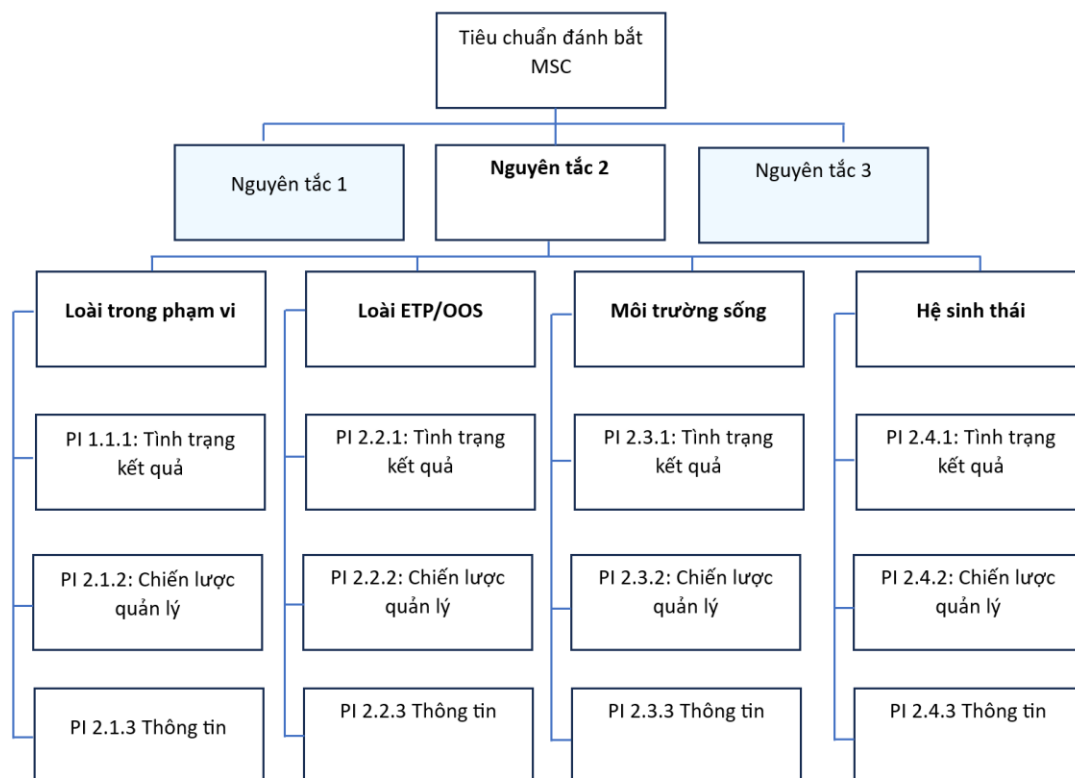 Tiêu chuẩn đánh bắt
MSC
Nguyên tắc 1
Nguyên tắc 2
Nguyên tắc 3
Loài trong phạm vi
Loài ETP/OOS
Môi trường sống
Hệ sinh thái
PI 1.1.1: Tình trạng
kết quả
PI 2.2.1: Tình trạng
kết quả
PI 2.3.1: Tình trạng
kết quả
PI 2.4.1: Tình trạng
kết quả
PI 2.1.2: Chiến lược
quản lý
PI 2.2.2: Chiến lược
quản lý
PI 2.3.2: Chiến lược
quản lý
PI 2.4.2: Chiến lược
quản lý
PI 2.1.3 Thông tin
PI 2.2.3 Thông tin
PI 2.3.3 Thông tin
PI 2.4.3 Thông tin